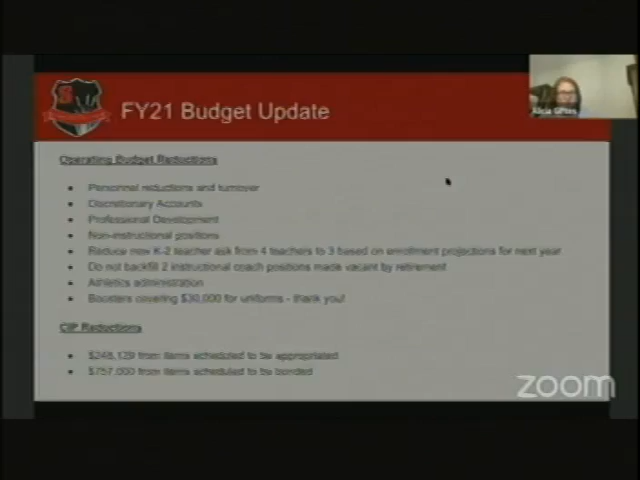 FY21 Budget Update
Operating Budget Reductions
• Personnel reductions and turnover
• Discretionary Accounts
• Professional Development
• Non-instructional positions
• Reduce new K-2 teacher ask from 4 teachers to 3 based on enrollment projections for next year
• Do not backfill 2 instructional coach positions made vacant by retirement
• Athletics administration
• Boosters covering $30,000 for uniforms - thank you!
CIP Reductions
• $248,129 from items scheduled to be appropriated
• $757,000 from items scheduled to be bonded
Alicia
zoom